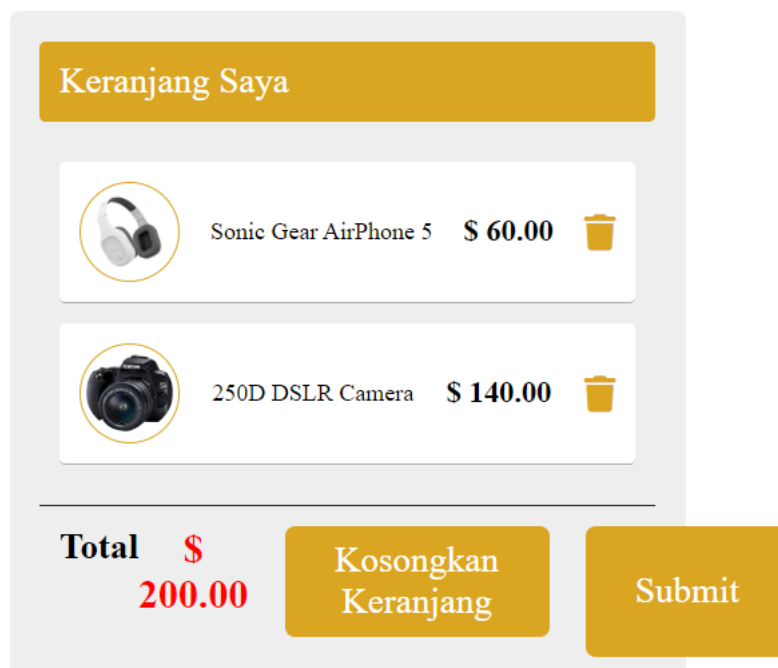 Keranjang Saya
Sonic Gear AirPhone 5 $ 60.00
250D DSLR Camera $ 140.00
Total $
200.00
Kosongkan
Keranjang
Submit